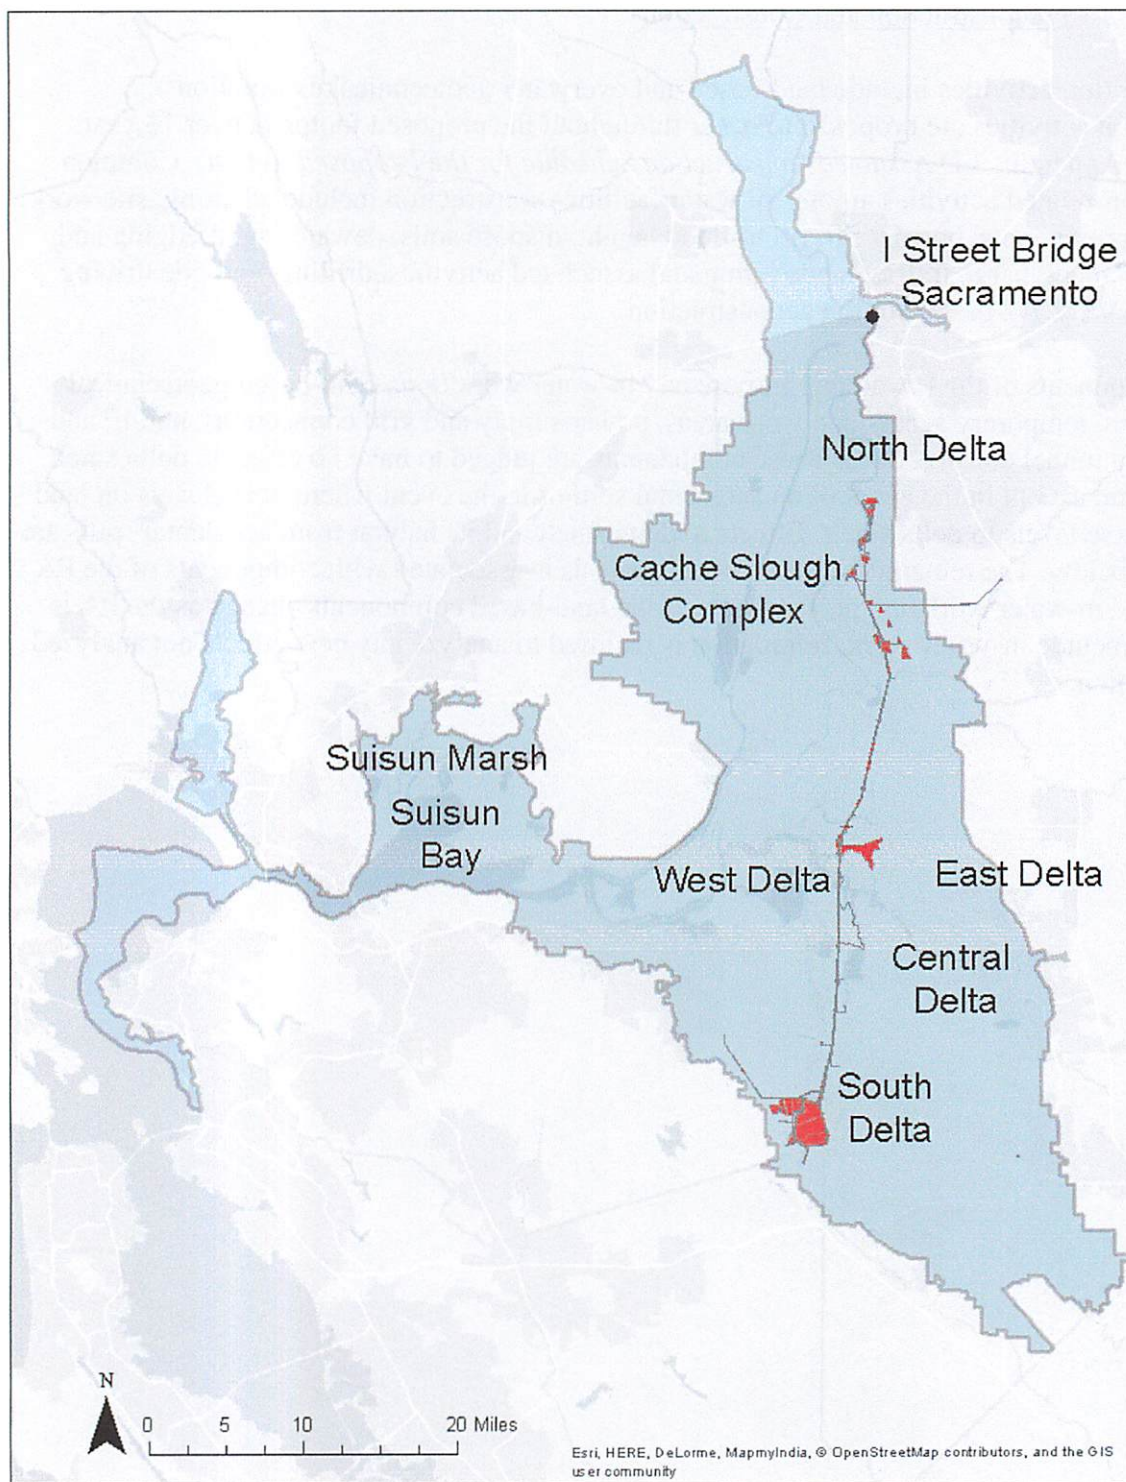 I Street Bridge
Sacramento
North Delta
Cache Slough
Complex
Suisun Marsh
Suisun
Bay
West Delta
East Delta
Central
Delta
South
Delta
N
0 5 10 20 Miles
Esri, HERE, DeLorme, MapmyIndia, © OpenStreetMap contributors, and the GIS
user community